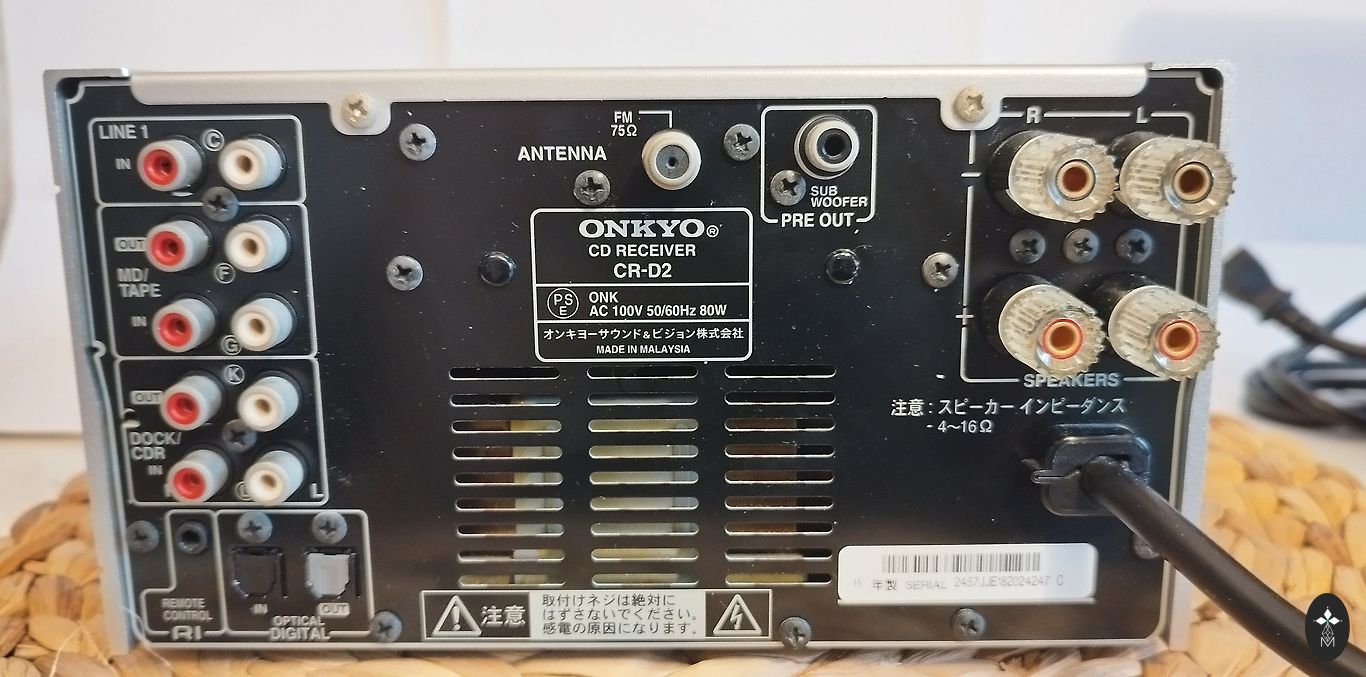 LINE 1
IN
C
OUT
MD/
TAPE
F
IN
G
K
OUT
DOCK/
CDR
IN
L
REMOTE
CONTROL
RI
IN
OUT
OPTICAL
DIGITAL
FM
75Ω
ANTENNA
SUB
WOOFER
PRE OUT
ONKYO®
CD RECEIVER
CR-D2
PS
E
ONK
AC 100V 50/60Hz 80W
オンキヨーサウンド&ビジョン株式会社
MADE IN MALAYSIA
R
L
−
+
SPEAKERS
注意 : スピーカー インピーダンス
- 4〜16Ω
11 年製 SERIAL 2457JJE182024247 C
注意
取付けネジは絶対に
はずさないでください。
感電の原因になります。
M